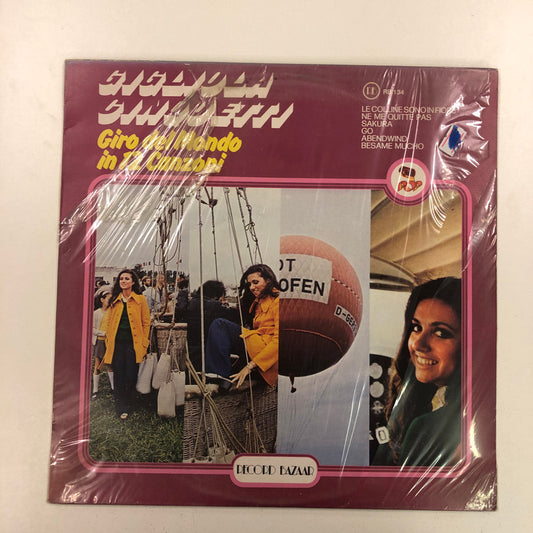 GIGLIOLA
CINQUETTI
Giro del Mondo
in 12 Canzoni
RB 134
LE COLLINE SONO IN FIORE
NE ME QUITTE PAS
SAKURA
GO
ABENDWIND
BESAME MUCHO
POP
OT
OFEN
RECORD BAZAAR